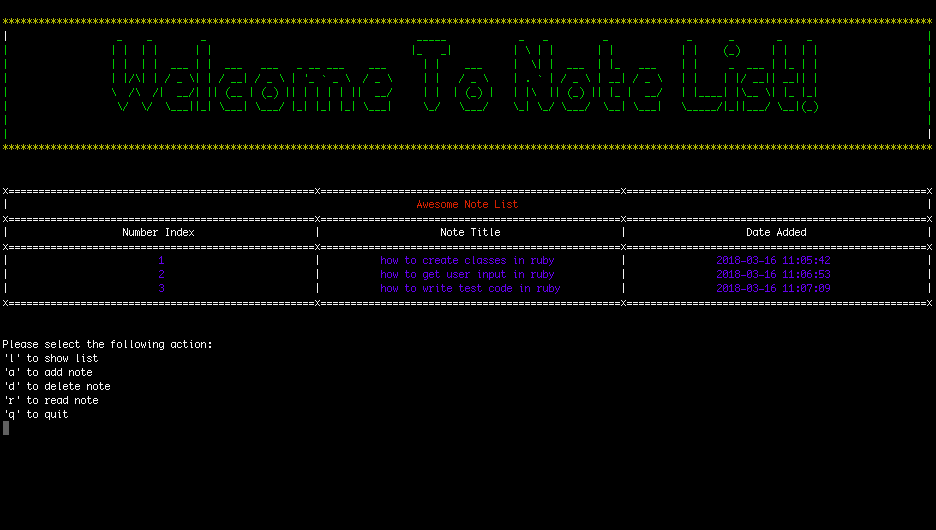 Welcome To Note List!
Awesome Note List
Number Index Note Title Date Added
1 how to create classes in ruby 2018-03-16 11:05:42
2 how to get user input in ruby 2018-03-16 11:06:53
3 how to write test code in ruby 2018-03-16 11:07:09
Please select the following action:
'l' to show list
'a' to add note
'd' to delete note
'r' to read note
'q' to quit